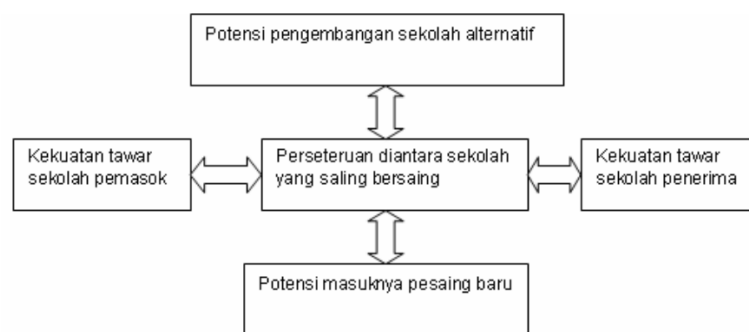 Potensi pengembangan sekolah alternatif
Kekuatan tawar
sekolah pemasok
Perseteruan diantara sekolah
yang saling bersaing
Kekuatan tawar
sekolah penerima
Potensi masuknya pesaing baru